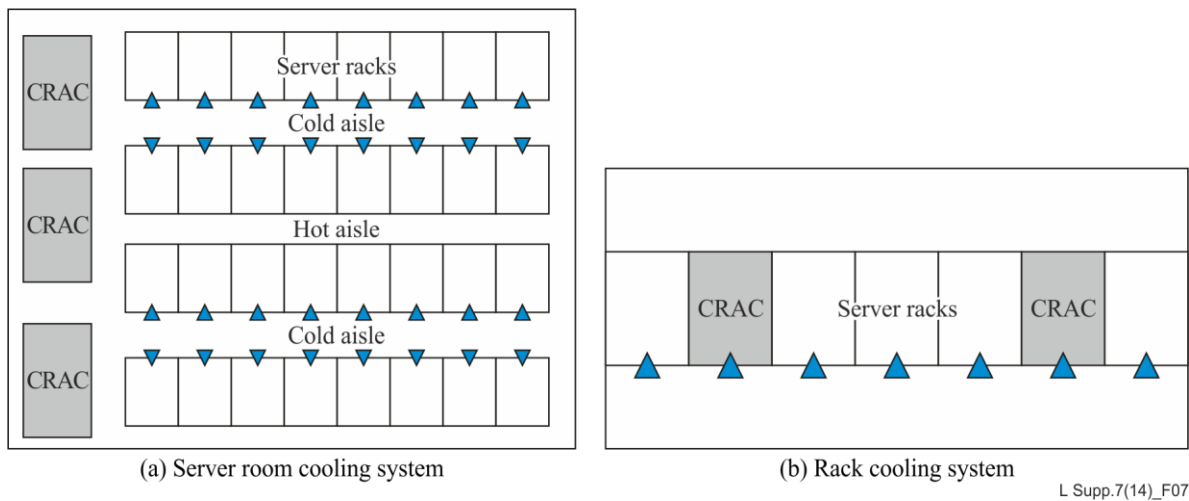 CRAC
Server racks
Cold aisle
CRAC
Hot aisle
Cold aisle
CRAC
(a) Server room cooling system
CRAC
Server racks
CRAC
(b) Rack cooling system
L Supp.7(14)_F07